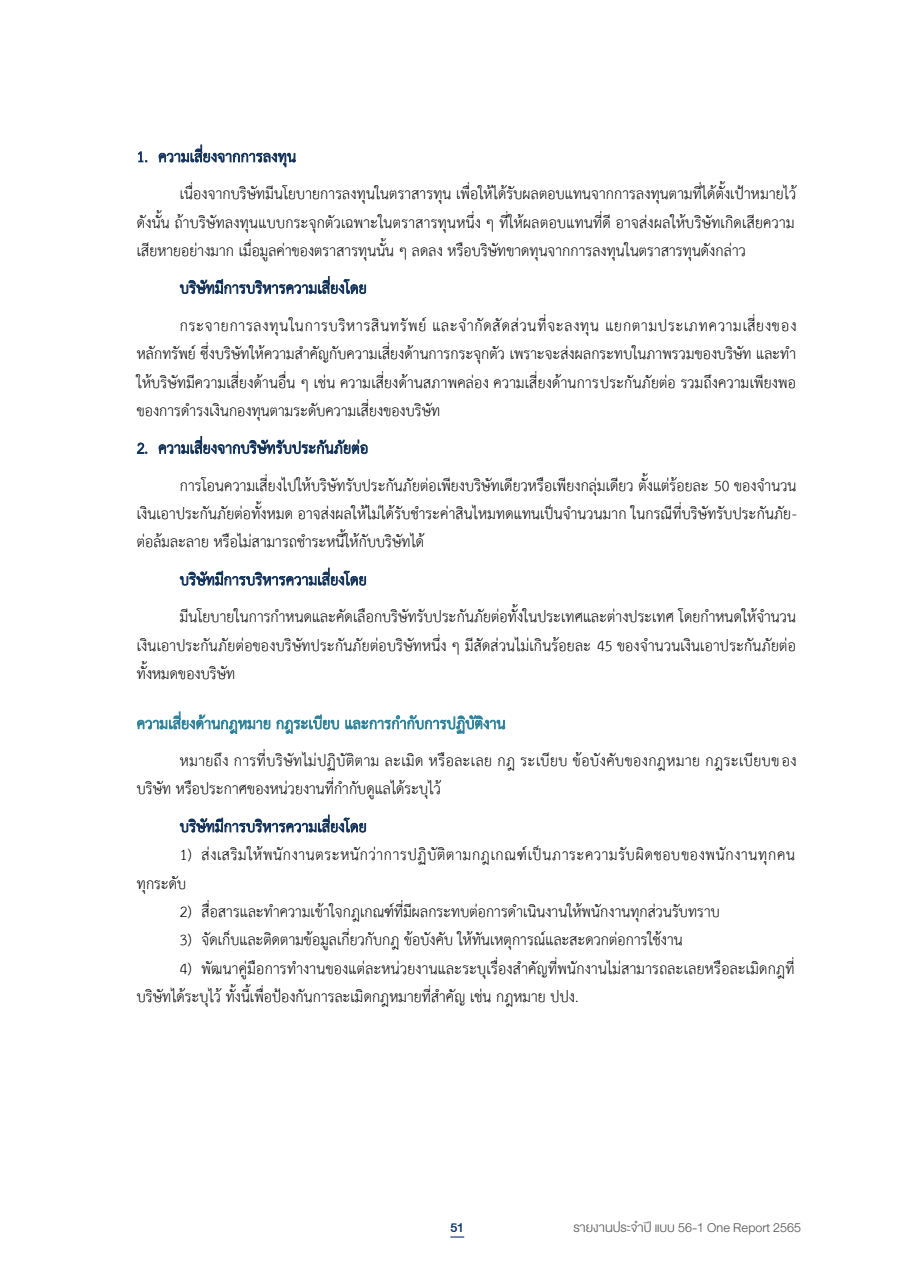 1. ความเสี่ยงจากการลงทุน
เนื่องจากบริษัทมีนโยบายการลงทุนในตราสารทุน เพื่อให้ได้รับผลตอบแทนจากการลงทุนตามที่ได้ตั้งเป้าหมายไว้
ดังนั้น ถ้าบริษัทลงทุนแบบกระจุกตัวเฉพาะในตราสารทุนหนึ่ง ๆ ที่ให้ผลตอบแทนที่ดี อาจส่งผลให้บริษัทเกิดเสียความ
เสียหายอย่างมาก เมื่อมูลค่าของตราสารทุนนั้น ๆ ลดลง หรือบริษัทขาดทุนจากการลงทุนในตราสารทุนดังกล่าว
บริษัทมีการบริหารความเสี่ยงโดย
กระจายการลงทุนในการบริหารสินทรัพย์ และจำกัดสัดส่วนที่จะลงทุน แยกตามประเภทความเสี่ยงของ
หลักทรัพย์ ซึ่งบริษัทให้ความสำคัญกับความเสี่ยงด้านการกระจุกตัว เพราะจะส่งผลกระทบในภาพรวมของบริษัท และทำ
ให้บริษัทมีความเสี่ยงด้านอื่น ๆ เช่น ความเสี่ยงด้านสภาพคล่อง ความเสี่ยงด้านการประกันภัยต่อ รวมถึงความเพียงพอ
ของการดำรงเงินกองทุนตามระดับความเสี่ยงของบริษัท
2. ความเสี่ยงจากบริษัทรับประกันภัยต่อ
การโอนความเสี่ยงไปให้บริษัทรับประกันภัยต่อเพียงบริษัทเดียวหรือเพียงกลุ่มเดียว ตั้งแต่ร้อยละ 50 ของจำนวน
เงินเอาประกันภัยต่อทั้งหมด อาจส่งผลให้ไม่ได้รับชำระค่าสินไหมทดแทนเป็นจำนวนมาก ในกรณีที่บริษัทรับประกันภัย-
ต่อล้มละลาย หรือไม่สามารถชำระหนี้ให้กับบริษัทได้
บริษัทมีการบริหารความเสี่ยงโดย
มีนโยบายในการกำหนดและคัดเลือกบริษัทรับประกันภัยต่อทั้งในประเทศและต่างประเทศ โดยกำหนดให้จำนวน
เงินเอาประกันภัยต่อของบริษัทประกันภัยต่อบริษัทหนึ่ง ๆ มีสัดส่วนไม่เกินร้อยละ 45 ของจำนวนเงินเอาประกันภัยต่อ
ทั้งหมดของบริษัท
ความเสี่ยงด้านกฎหมาย กฎระเบียบ และการกำกับการปฏิบัติงาน
หมายถึง การที่บริษัทไม่ปฏิบัติตาม ละเมิด หรือละเลย กฎ ระเบียบ ข้อบังคับของกฎหมาย กฎระเบียบของ
บริษัท หรือประกาศของหน่วยงานที่กำกับดูแลได้ระบุไว้
บริษัทมีการบริหารความเสี่ยงโดย
1) ส่งเสริมให้พนักงานตระหนักว่าการปฏิบัติตามกฎเกณฑ์เป็นภาระความรับผิดชอบของพนักงานทุกคน
ทุกระดับ
2) สื่อสารและทำความเข้าใจกฎเกณฑ์ที่มีผลกระทบต่อการดำเนินงานให้พนักงานทุกส่วนรับทราบ
3) จัดเก็บและติดตามข้อมูลเกี่ยวกับกฎ ข้อบังคับ ให้ทันเหตุการณ์และสะดวกต่อการใช้งาน
4) พัฒนาคู่มือการทำงานของแต่ละหน่วยงานและระบุเรื่องสำคัญที่พนักงานไม่สามารถละเลยหรือละเมิดกฎที่
บริษัทได้ระบุไว้ ทั้งนี้เพื่อป้องกันการละเมิดกฎหมายที่สำคัญ เช่น กฎหมาย ปปง.
51 รายงานประจำปี แบบ 56-1 One Report 2565